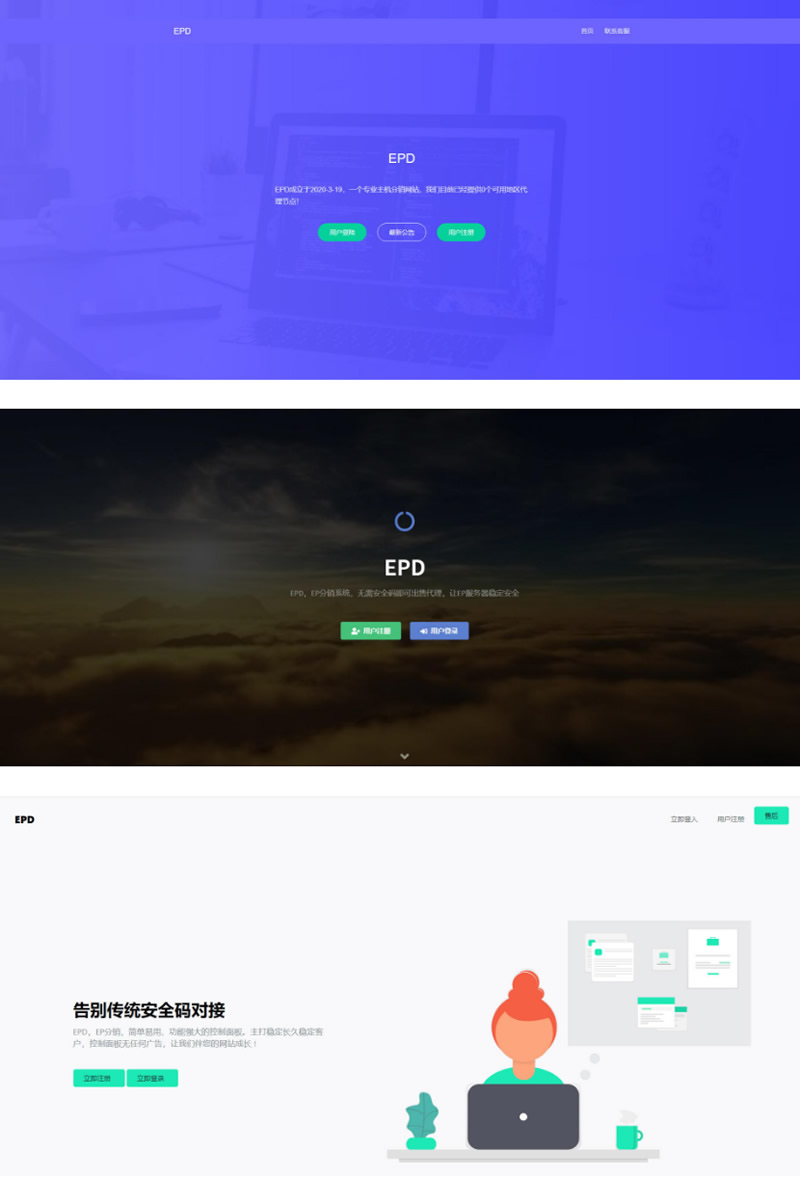 EPD
首页 联系客服
EPD
EPD成立于2020-3-19，一个专业主机分销网站，我们目前已经提供0个可用地区代
理节点！
用户登陆 最新公告 用户注册
EPD
EPD，EP分销系统，无需安全码即可出售代理，让EP服务器稳定安全
用户注册 用户登录
EPD
立即登入 用户注册 售后
告别传统安全码对接
EPD，EP分销，简单易用、功能强大的控制面板。主打稳定长久稳定客
户，控制面板无任何广告，让我们伴您的网站成长！
立即注册 立即登录